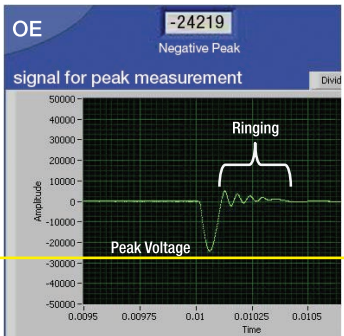 OE
-24219
Negative Peak
signal for peak measurement
Divid
50000
40000
30000
20000
10000
0
-10000
-20000
-30000
-40000
-50000
Amplitude
Ringing
Peak Voltage
0.0095 0.00975 0.01 0.01025 0.0105
Time